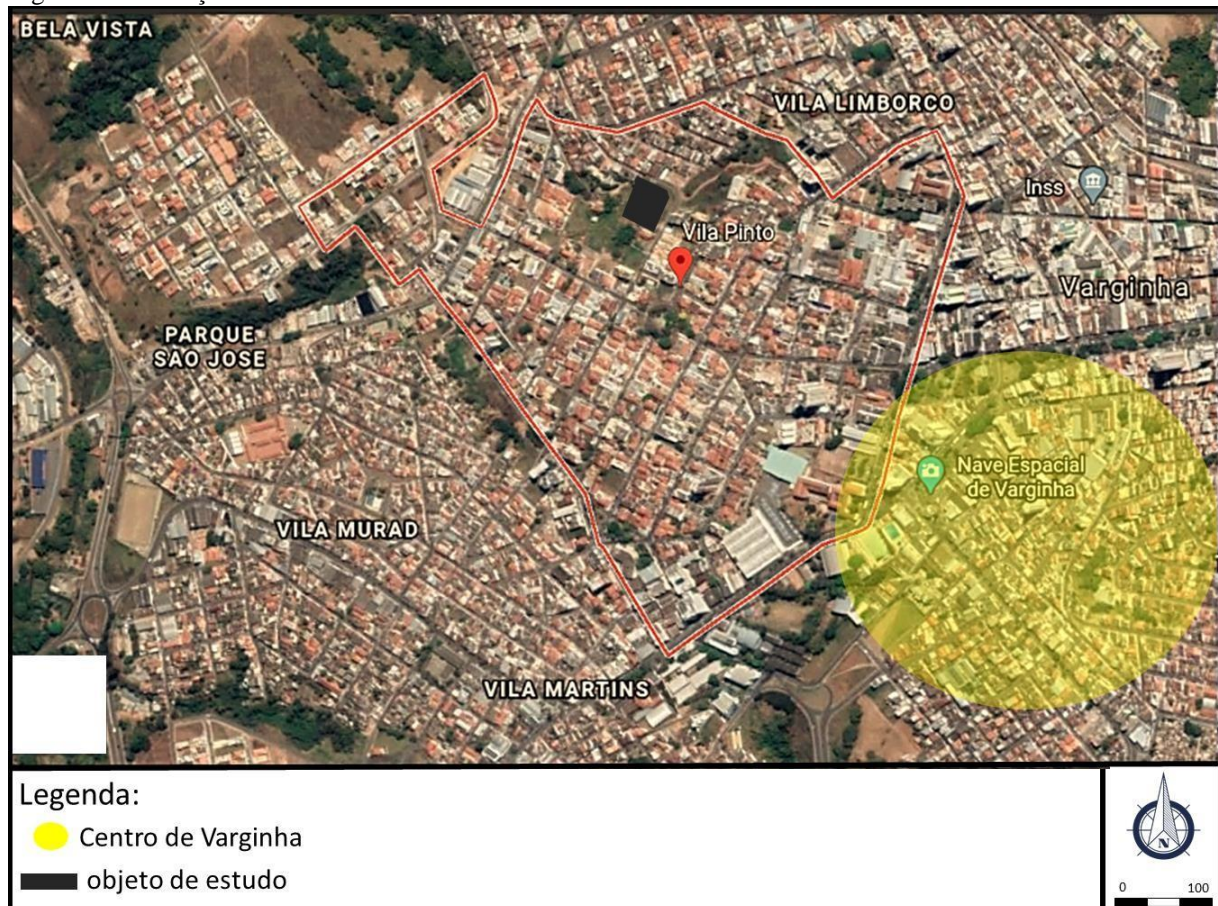 BELA VISTA
VILA LIMBORCO
Inss
Vila Pinto
Varginha
PARQUE
SAO JOSE
Nave Espacial
de Varginha
VILA MURAD
VILA MARTINS
Legenda:
Centro de Varginha
objeto de estudo
N
0 100